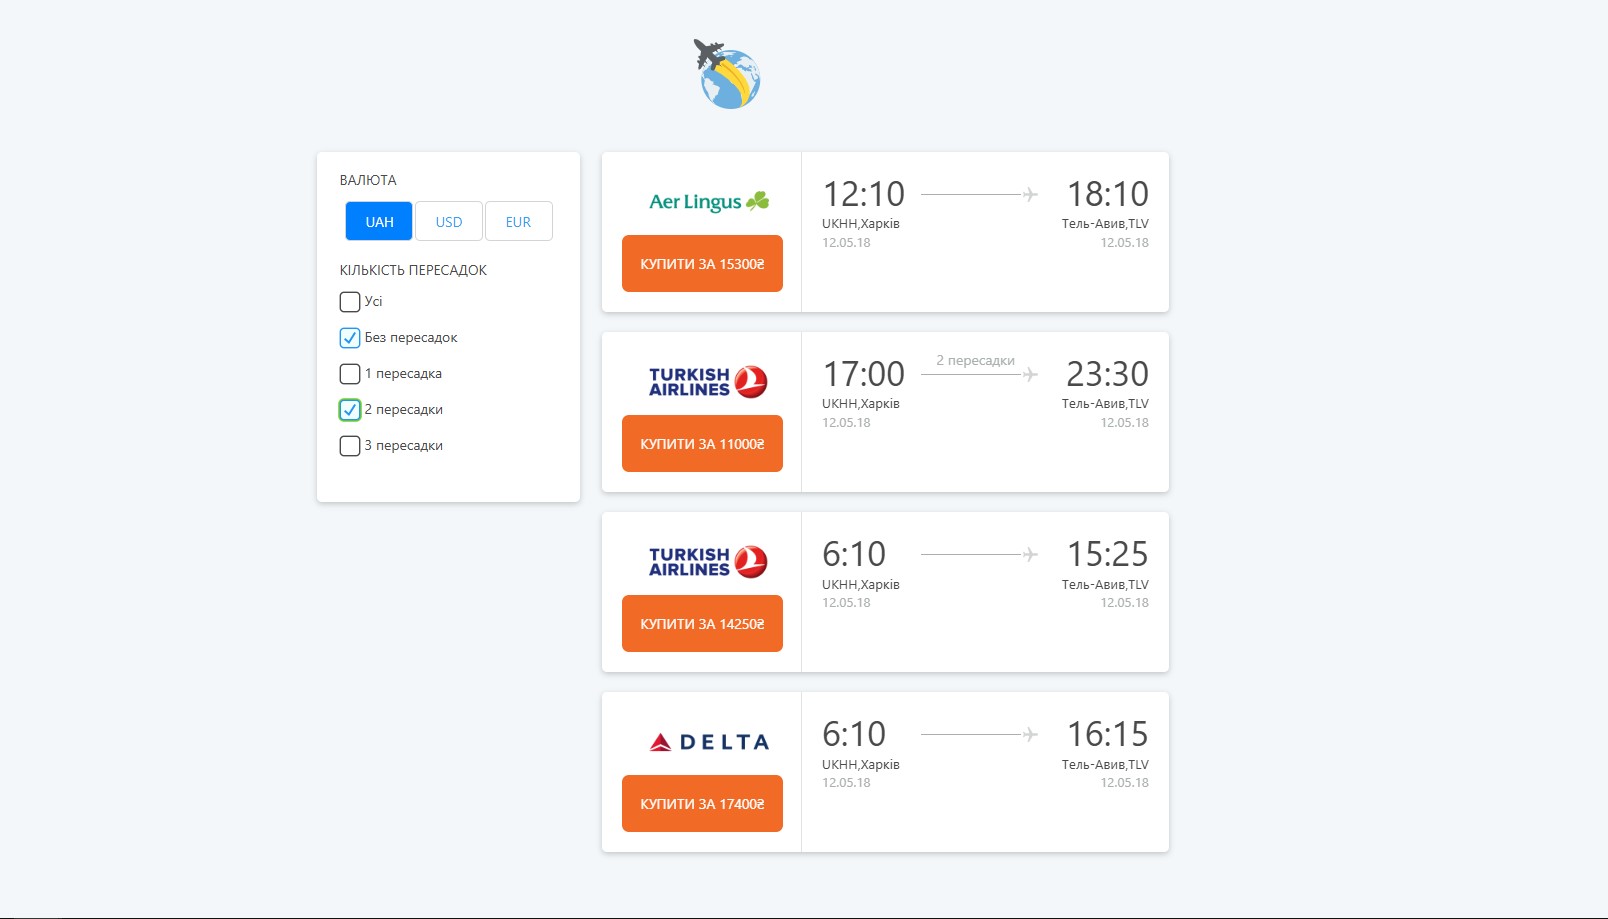 ВАЛЮТА
UAH USD EUR
КІЛЬКІСТЬ ПЕРЕСАДОК
Усі
Без пересадок
1 пересадка
2 пересадки
3 пересадки
Aer Lingus
КУПИТИ ЗА 15300₴
12:10 18:10
UKHH,Харків Тель-Авив,TLV
12.05.18 12.05.18
TURKISH
AIRLINES
КУПИТИ ЗА 11000₴
2 пересадки
17:00 23:30
UKHH,Харків Тель-Авив,TLV
12.05.18 12.05.18
TURKISH
AIRLINES
КУПИТИ ЗА 14250₴
6:10 15:25
UKHH,Харків Тель-Авив,TLV
12.05.18 12.05.18
DELTA
КУПИТИ ЗА 17400₴
6:10 16:15
UKHH,Харків Тель-Авив,TLV
12.05.18 12.05.18